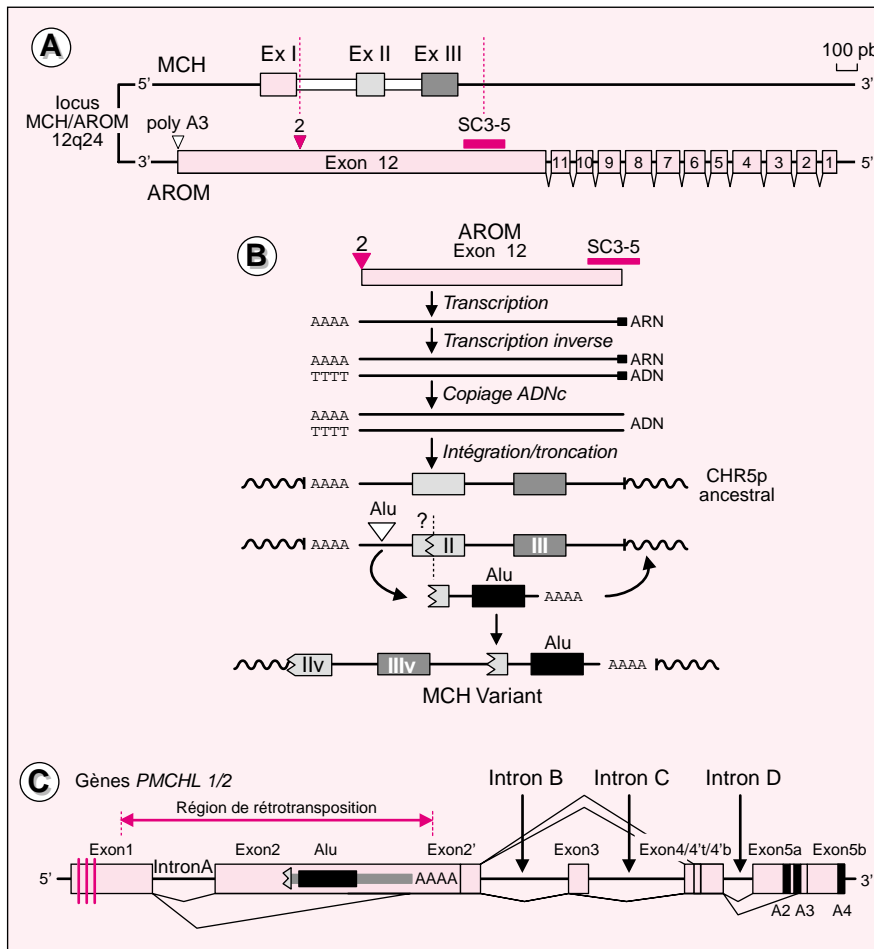 A
MCH
Ex I
Ex II
Ex III
100 pb
5’
3’
locus
MCH/AROM
12q24
poly A3
2
SC3-5
3’
Exon 12
11
10
9
8
7
6
5
4
3
2
1
5’
AROM
B
AROM
2
Exon 12
SC3-5
Transcription
AAAA
ARN
Transcription inverse
AAAA
ARN
TTTT
ADN
Copiage ADNc
AAAA
TTTT
ADN
Intégration/troncation
AAAA
CHR5p
ancestral
Alu
?
AAAA
II
III
Alu
AAAA
Alu
IIv
IIIv
AAAA
MCH Variant
C
Gènes PMCHL 1/2
Intron B
Intron C
Intron D
Région de rétrotransposition
Exon1
Exon2
Alu
Exon2’
Exon3
Exon4/4’t/4’b
Exon5a
Exon5b
IntronA
5’
AAAA
3’
A2
A3
A4